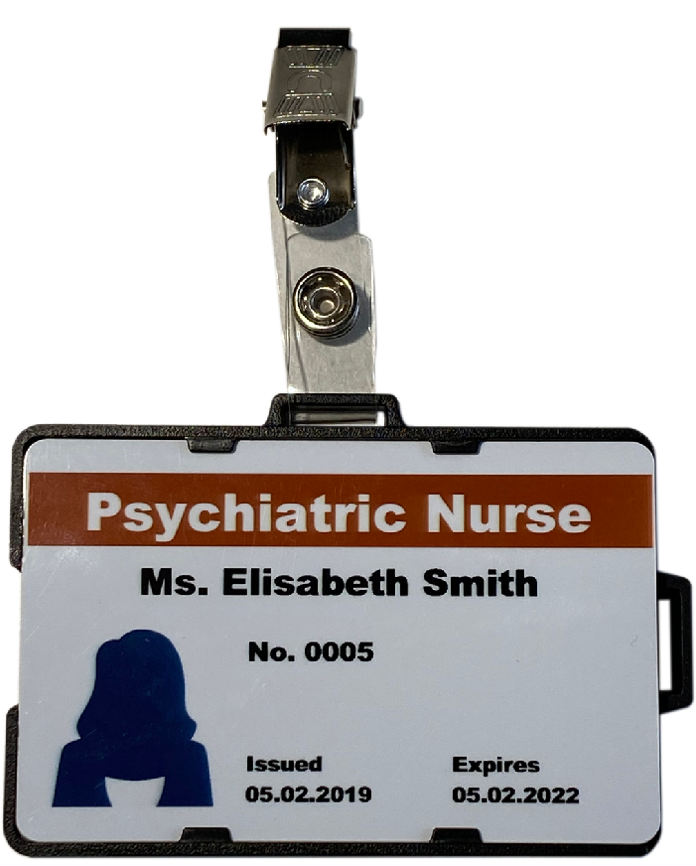 Psychiatric Nurse
Ms. Elisabeth Smith
No. 0005
Issued
Expires
05.02.2019
05.02.2022